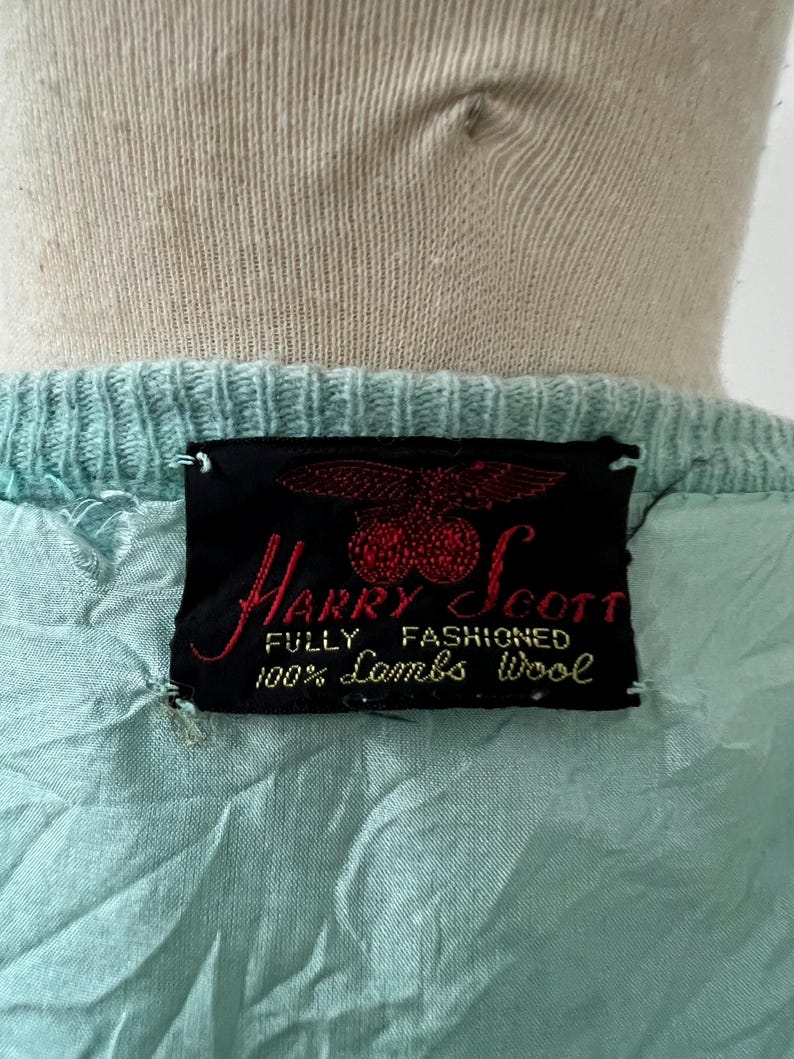 Harry Scott
FULLY FASHIONED
100% Lambs Wool